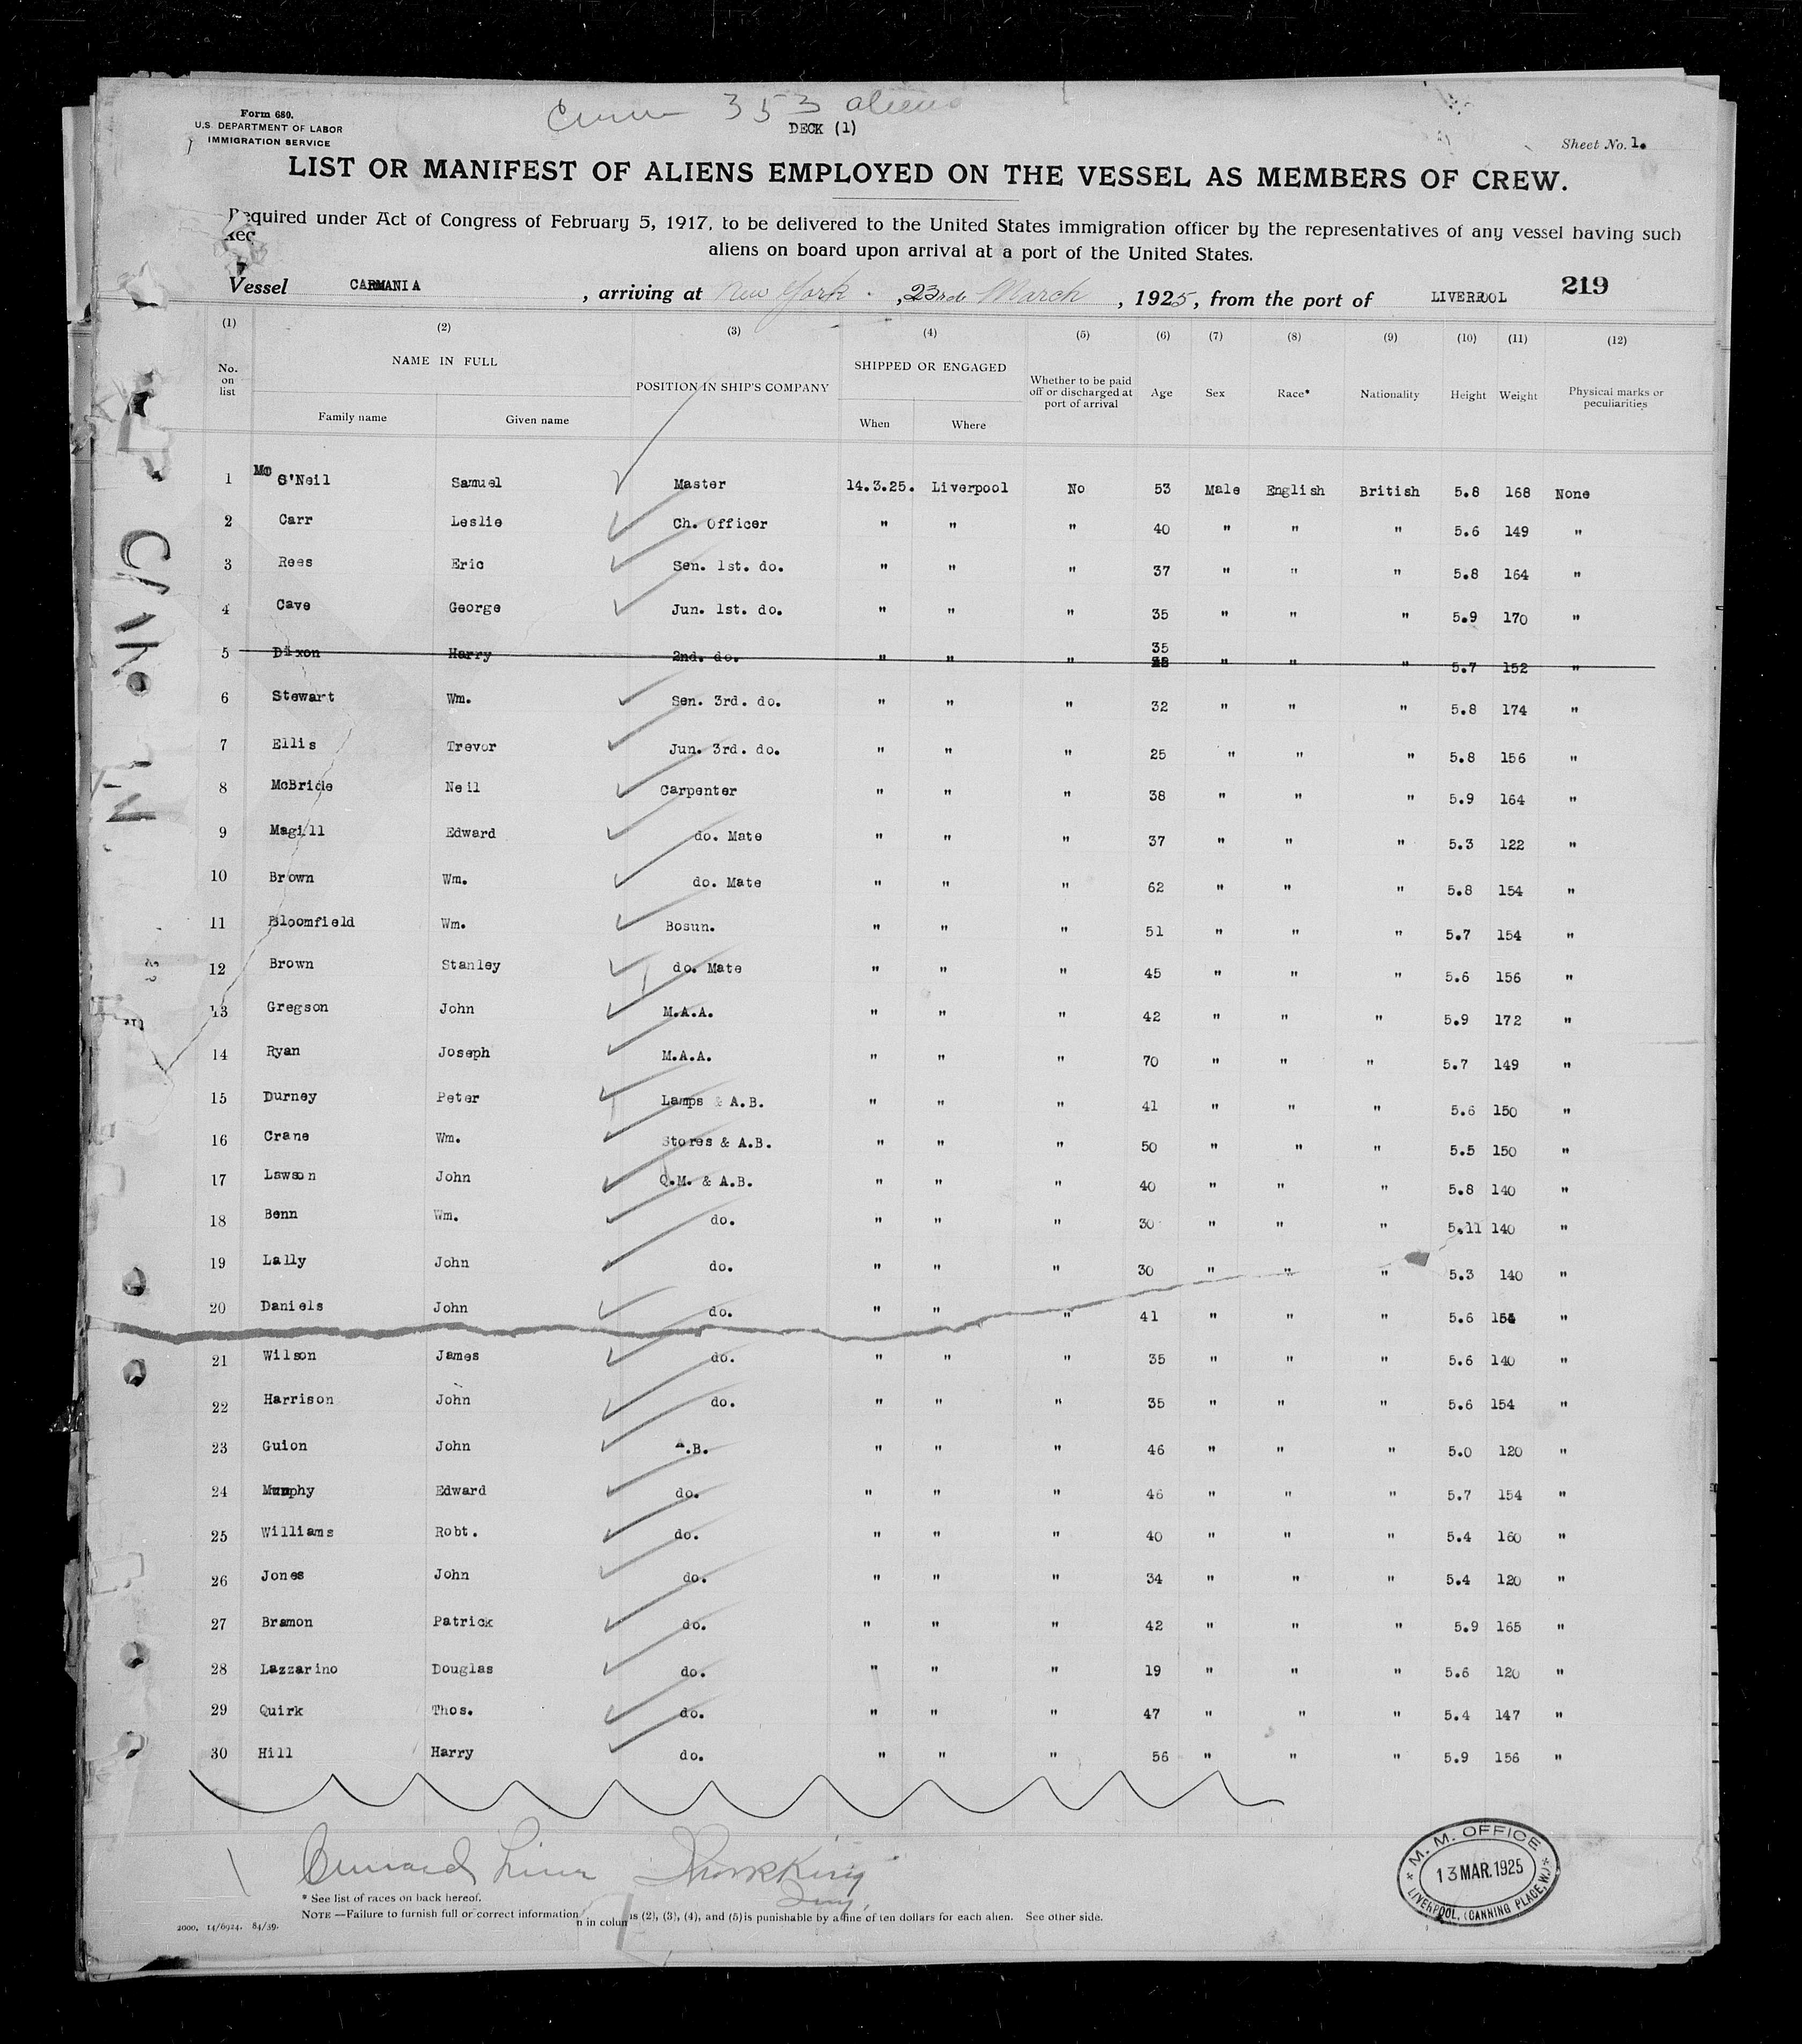 Form 680.
U.S. DEPARTMENT OF LABOR
IMMIGRATION SERVICE
353 aliens
DECK (1)
Sheet No. 1.
LIST OR MANIFEST OF ALIENS EMPLOYED ON THE VESSEL AS MEMBERS OF CREW.
Required under Act of Congress of February 5, 1917, to be delivered to the United States immigration officer by the representatives of any vessel having such
aliens on board upon arrival at a port of the United States.
Vessel CARMANIA , arriving at New York , 23rd March , 1925, from the port of LIVERPOOL 219
(1) (2) (3) (4) (5) (6) (7) (8) (9) (10) (11) (12)
No. on list NAME IN FULL Family name Given name POSITION IN SHIP'S COMPANY SHIPPED OR ENGAGED When Where Whether to be paid off or discharged at port of arrival Age Sex Race* Nationality Height Weight Physical marks or peculiarities
1 Mc O'Neil Samuel Master 14.3.25. Liverpool No 53 Male English British 5.8 168 None
2 Carr Leslie Ch. Officer " " " 40 " " " 5.6 149 "
3 Rees Eric Sen. 1st. do. " " " 37 " " " 5.8 164 "
4 Cave George Jun. 1st. do. " " " 35 " " " 5.9 170 "
5 Dixon Harry 2nd. do. " " " 35 " " " 5.7 152 "
6 Stewart Wm. Sen. 3rd. do. " " " 32 " " " 5.8 174 "
7 Ellis Trevor Jun. 3rd. do. " " " 25 " " " 5.8 156 "
8 McBride Neil Carpenter " " " 38 " " " 5.9 164 "
9 Magill Edward do. Mate " " " 37 " " " 5.3 122 "
10 Brown Wm. do. Mate " " " 62 " " " 5.8 154 "
11 Bloomfield Wm. Bosun. " " " 51 " " " 5.7 154 "
12 Brown Stanley do. Mate " " " 45 " " " 5.6 156 "
13 Gregson John M.A.A. " " " 42 " " " 5.9 172 "
14 Ryan Joseph M.A.A. " " " 70 " " " 5.7 149 "
15 Durney Peter Lamps & A.B. " " " 41 " " " 5.6 150 "
16 Crane Wm. Stores & A.B. " " " 50 " " " 5.5 150 "
17 Lawson John Q.M. & A.B. " " " 40 " " " 5.8 140 "
18 Benn Wm. do. " " " 30 " " " 5.11 140 "
19 Lally John do. " " " 30 " " " 5.3 140 "
20 Daniels John do. " " " 41 " " " 5.6 154 "
21 Wilson James do. " " " 35 " " " 5.6 140 "
22 Harrison John do. " " " 35 " " " 5.6 154 "
23 Guion John A.B. " " " 46 " " " 5.0 120 "
24 Murphy Edward do. " " " 46 " " " 5.7 154 "
25 Williams Robt. do. " " " 40 " " " 5.4 160 "
26 Jones John do. " " " 34 " " " 5.4 120 "
27 Bramon Patrick do. " " " 42 " " " 5.9 165 "
28 Lazzarino Douglas do. " " " 19 " " " 5.6 120 "
29 Quirk Thos. do. " " " 47 " " " 5.4 147 "
30 Hill Harry do. " " " 56 " " " 5.9 156 "
Cunard Line
M. M. OFFICE
13 MAR. 1925
LIVERPOOL, (CANNING PLACE, W.)
* See list of races on back hereof.
NOTE —Failure to furnish full or correct information in columns (2), (3), (4), and (5) is punishable by a fine of ten dollars for each alien. See other side.
2000. 14/6924. 84/39.